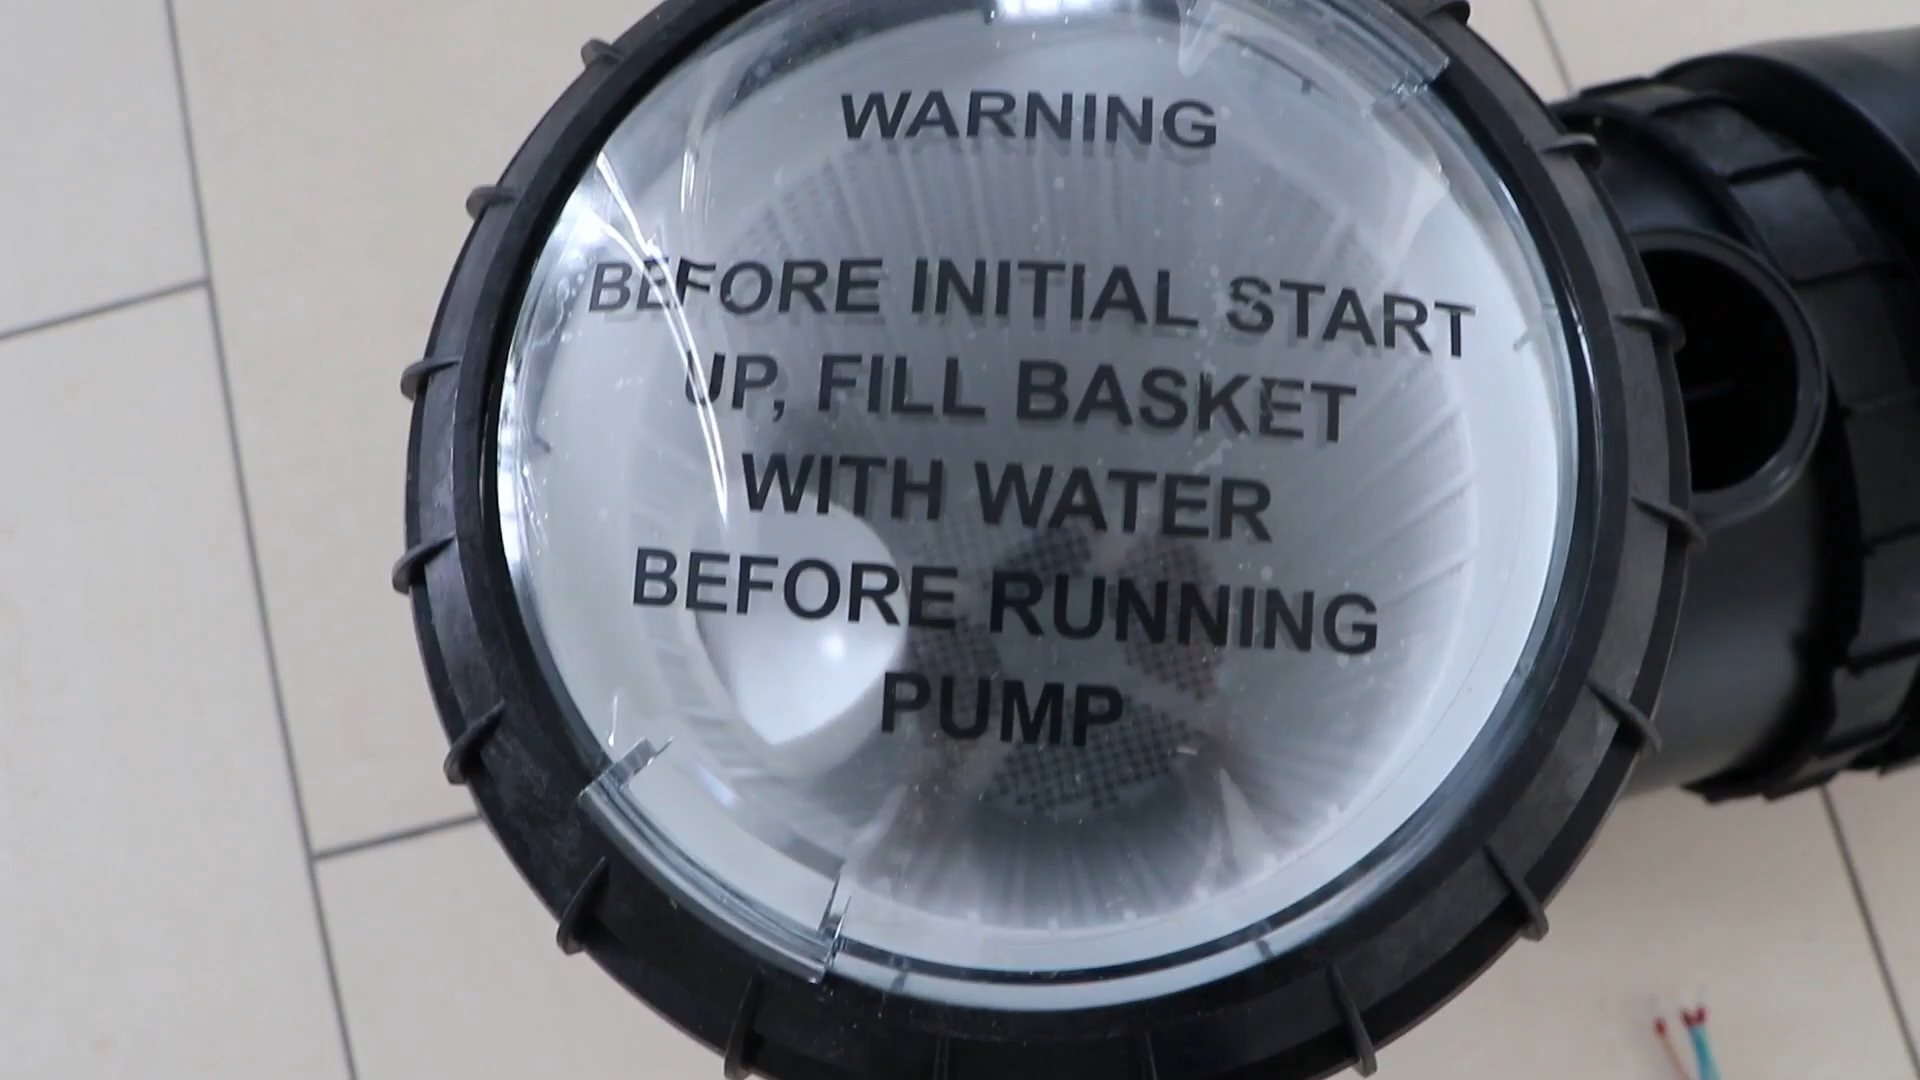 WARNING
BEFORE INITIAL START
UP, FILL BASKET
WITH WATER
BEFORE RUNNING
PUMP